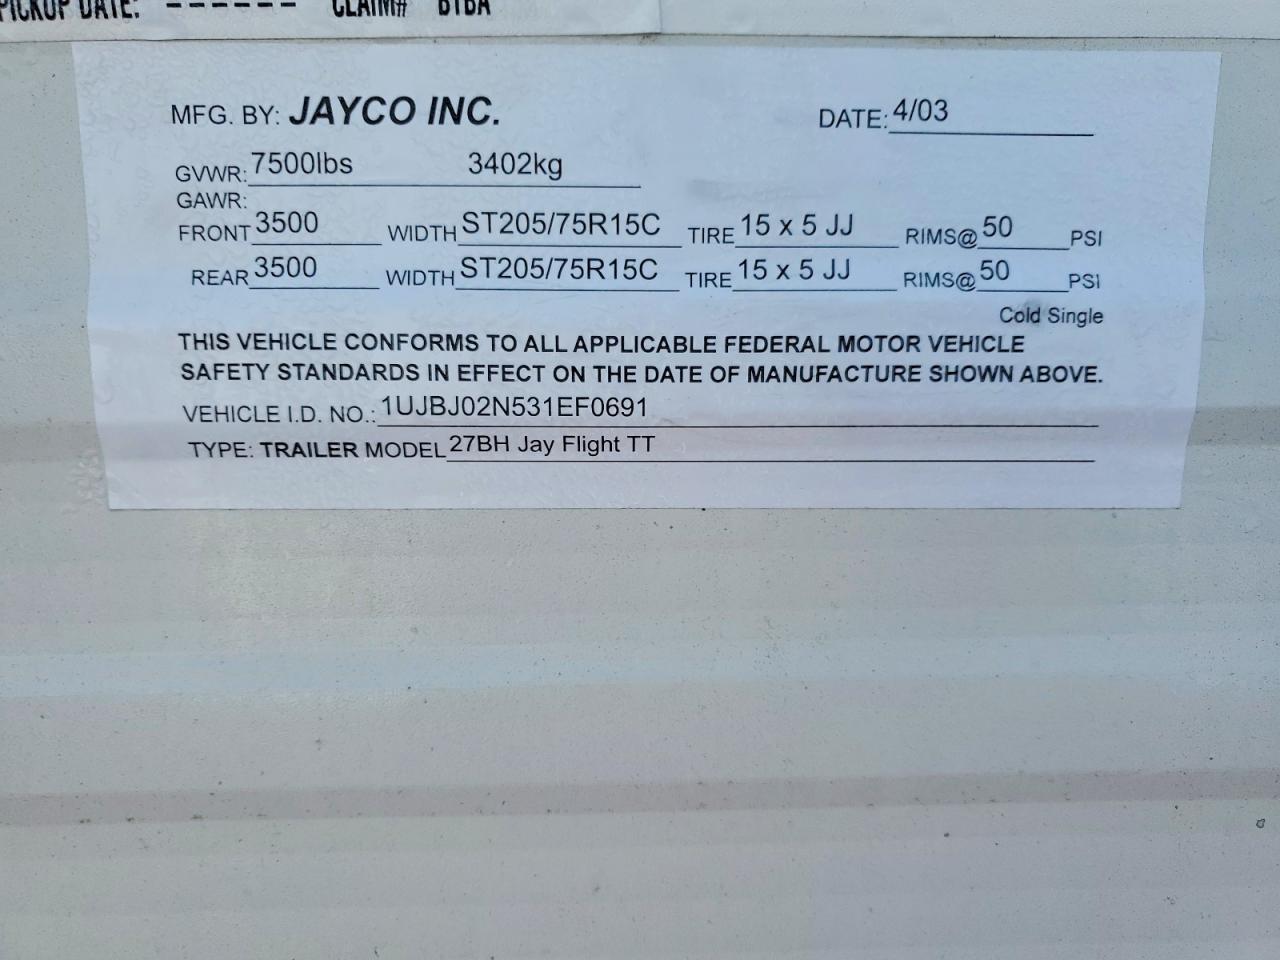 PICKUP DATE: – – – – – – CLAIM# BTBA
MFG. BY: JAYCO INC. DATE: 4/03
GVWR: 7500lbs 3402kg
GAWR:
FRONT 3500 WIDTH ST205/75R15C TIRE 15 x 5 JJ RIMS@ 50 PSI
REAR 3500 WIDTH ST205/75R15C TIRE 15 x 5 JJ RIMS@ 50 PSI
Cold Single
THIS VEHICLE CONFORMS TO ALL APPLICABLE FEDERAL MOTOR VEHICLE
SAFETY STANDARDS IN EFFECT ON THE DATE OF MANUFACTURE SHOWN ABOVE.
VEHICLE I.D. NO.: 1UJBJ02N531EF0691
TYPE: TRAILER MODEL 27BH Jay Flight TT